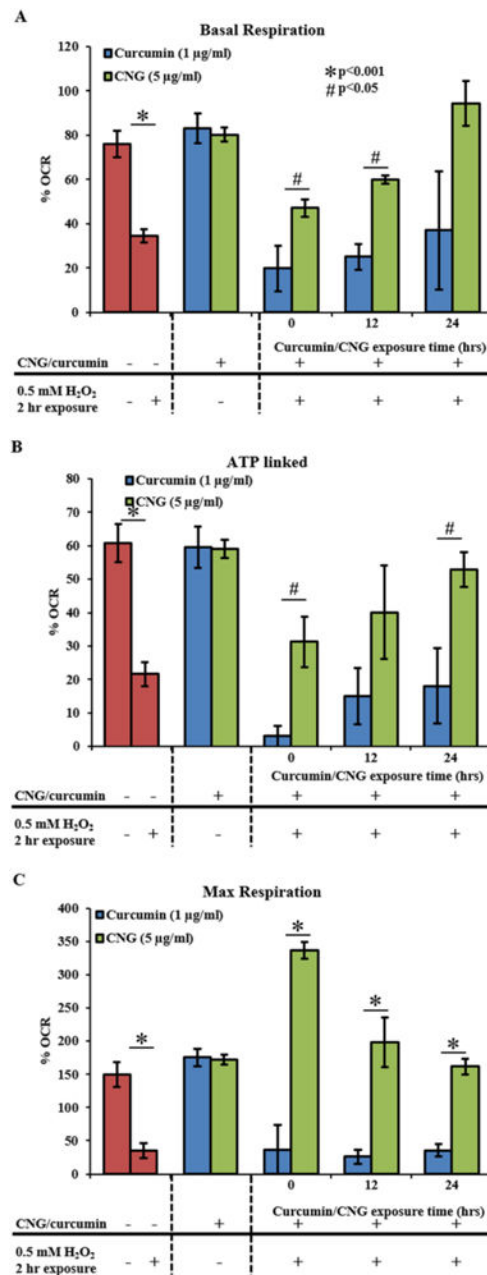 A
Basal Respiration
Curcumin (1 µg/ml)
CNG (5 µg/ml)
* p<0.001
# p<0.05
% OCR
120
100
80
60
40
20
0
*
#
#
0 12 24
Curcumin/CNG exposure time (hrs)
CNG/curcumin - - + + + +
0.5 mM H₂O₂
2 hr exposure - + - + + +
B
ATP linked
Curcumin (1 µg/ml)
CNG (5 µg/ml)
% OCR
80
70
60
50
40
30
20
10
0
*
#
#
0 12 24
Curcumin/CNG exposure time (hrs)
CNG/curcumin - - + + + +
0.5 mM H₂O₂
2 hr exposure - + - + + +
C
Max Respiration
Curcumin (1 µg/ml)
CNG (5 µg/ml)
% OCR
400
350
300
250
200
150
100
50
0
*
*
*
*
0 12 24
Curcumin/CNG exposure time (hrs)
CNG/curcumin - - + + + +
0.5 mM H₂O₂
2 hr exposure - + - + + +